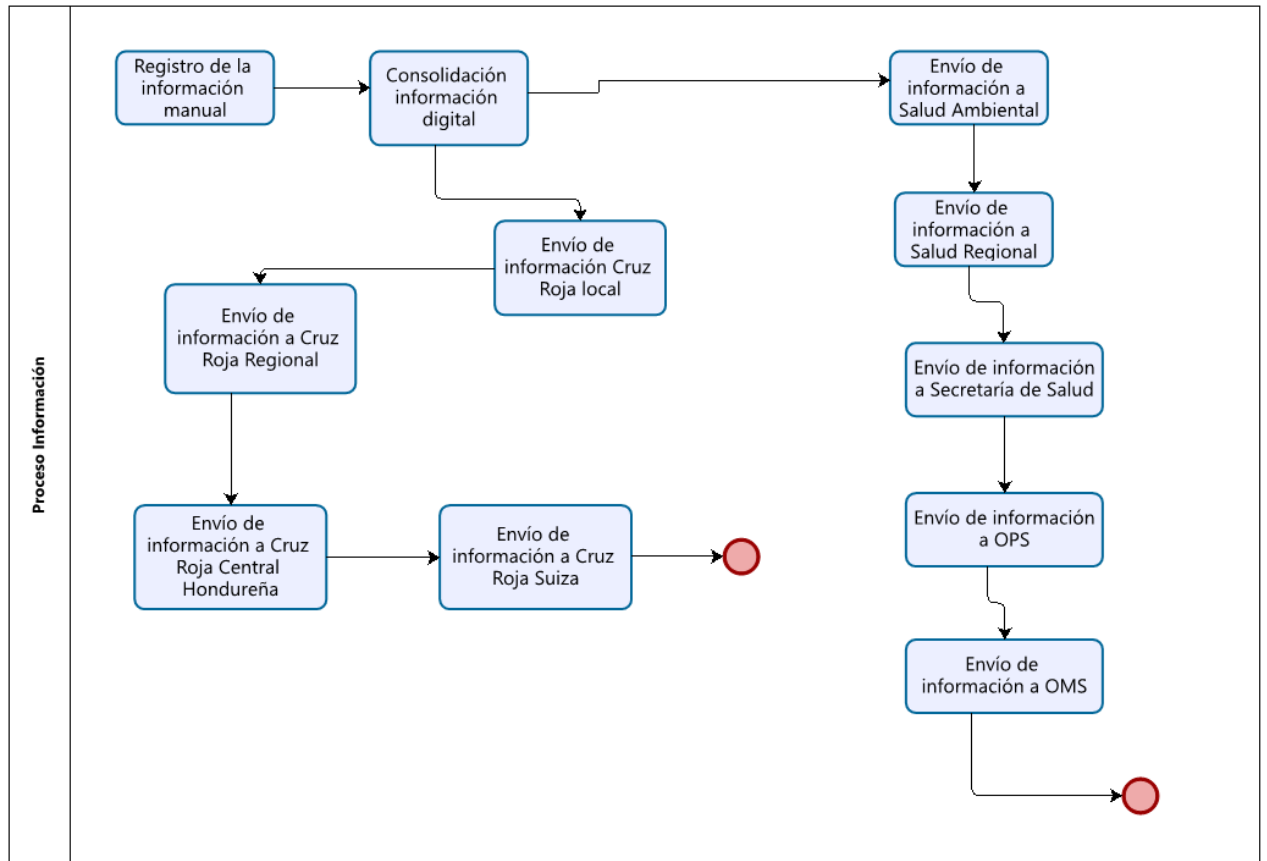 Proceso Información
Registro de la
información
manual
Consolidación
información
digital
Envío de
información a
Salud Ambiental
Envío de
información a
Salud Regional
Envío de
información Cruz
Roja local
Envío de
información a Cruz
Roja Regional
Envío de información
a Secretaría de Salud
Envío de
información a Cruz
Roja Central
Hondureña
Envío de
información a Cruz
Roja Suiza
Envío de información
a OPS
Envío de
información a OMS